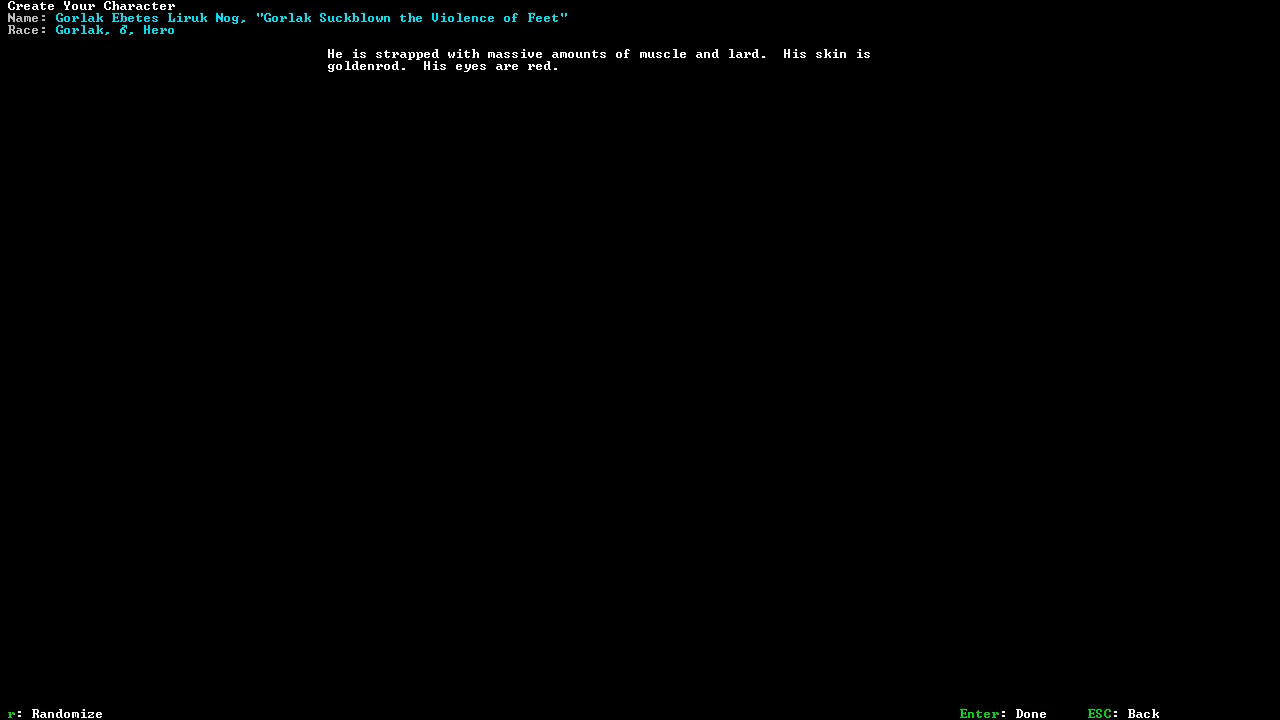 Create Your Character
Name: Gorlak Ebetes Liruk Nog, "Gorlak Suckblown the Violence of Feet"
Race: Gorlak, ♂, Hero
He is strapped with massive amounts of muscle and lard.  His skin is
goldenrod.  His eyes are red.
r: Randomize
Enter: Done
ESC: Back